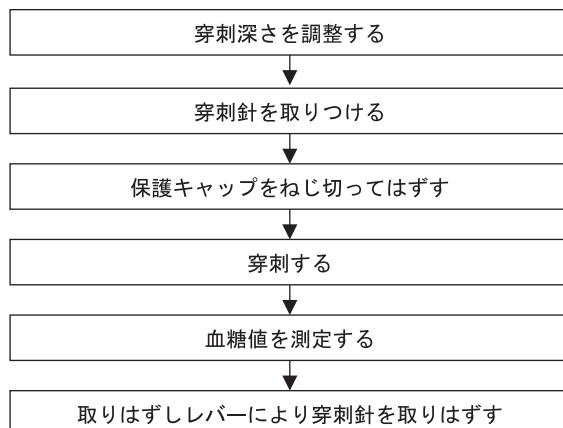 穿刺深さを調整する
穿刺針を取りつける
保護キャップをねじ切ってはずす
穿刺する
血糖値を測定する
取りはずしレバーにより穿刺針を取りはずす